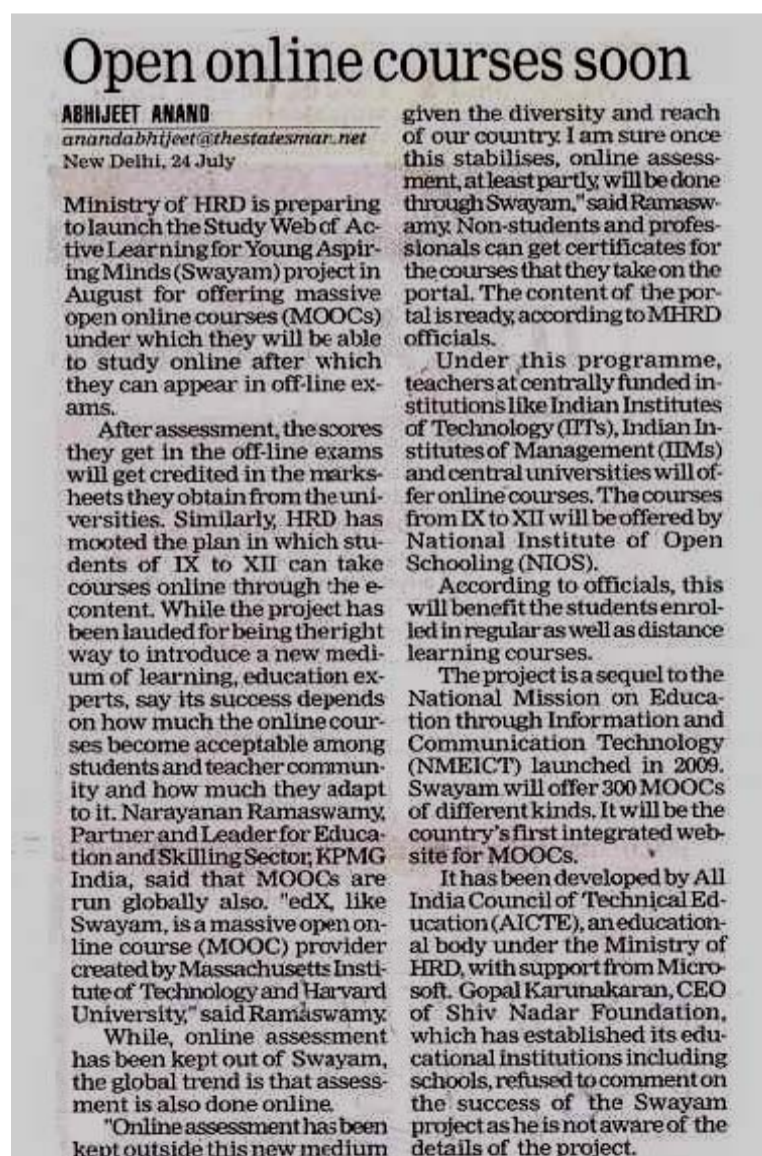 Open online courses soon
ABHIJEET ANAND
anandabhijeet@thestatesman.net
New Delhi, 24 July
Ministry of HRD is preparing
to launch the Study Web of Ac-
tive Learning for Young Aspir-
ing Minds (Swayam) project in
August for offering massive
open online courses (MOOCs)
under which they will be able
to study online after which
they can appear in off-line ex-
ams.
After assessment, the scores
they get in the off-line exams
will get credited in the marks-
heets they obtain from the uni-
versities. Similarly, HRD has
mooted the plan in which stu-
dents of IX to XII can take
courses online through the e-
content. While the project has
been lauded for being the right
way to introduce a new medi-
um of learning, education ex-
perts, say its success depends
on how much the online cour-
ses become acceptable among
students and teacher commun-
ity and how much they adapt
to it. Narayanan Ramaswamy,
Partner and Leader for Educa-
tion and Skilling Sector, KPMG
India, said that MOOCs are
run globally also. "edX, like
Swayam, is a massive open on-
line course (MOOC) provider
created by Massachusetts Insti-
tute of Technology and Harvard
University," said Ramaswamy.
While, online assessment
has been kept out of Swayam,
the global trend is that assess-
ment is also done online.
"Online assessment has been
kept outside this new medium
given the diversity and reach
of our country. I am sure once
this stabilises, online assess-
ment, at least partly, will be done
through Swayam," said Ramasw-
amy. Non-students and profes-
sionals can get certificates for
the courses that they take on the
portal. The content of the por-
tal is ready, according to MHRD
officials.
Under this programme,
teachers at centrally funded in-
stitutions like Indian Institutes
of Technology (IITs), Indian In-
stitutes of Management (IIMs)
and central universities will of-
fer online courses. The courses
from IX to XII will be offered by
National Institute of Open
Schooling (NIOS).
According to officials, this
will benefit the students enrol-
led in regular as well as distance
learning courses.
The project is a sequel to the
National Mission on Educa-
tion through Information and
Communication Technology
(NMEICT) launched in 2009.
Swayam will offer 300 MOOCs
of different kinds. It will be the
country's first integrated web-
site for MOOCs.
It has been developed by All
India Council of Technical Ed-
ucation (AICTE), an education-
al body under the Ministry of
HRD, with support from Micro-
soft. Gopal Karunakaran, CEO
of Shiv Nadar Foundation,
which has established its edu-
cational institutions including
schools, refused to comment on
the success of the Swayam
project as he is not aware of the
details of the project.